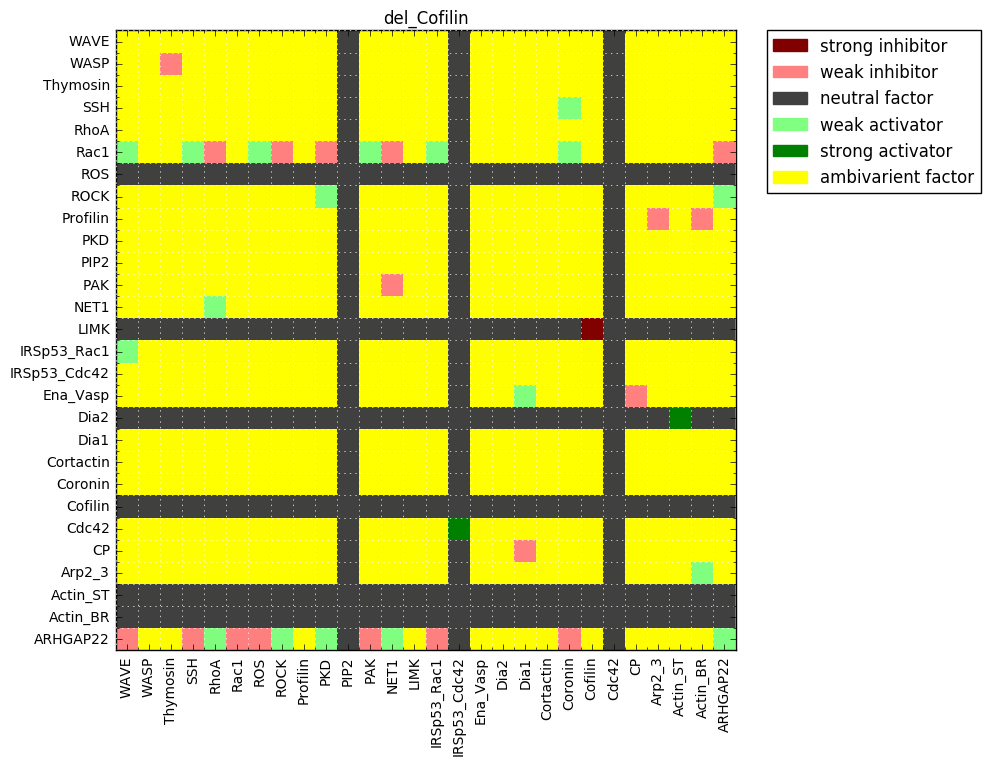 del_Cofilin
WAVE
WASP
Thymosin
SSH
RhoA
Rac1
ROS
ROCK
Profilin
PKD
PIP2
PAK
NET1
LIMK
IRSp53_Rac1
IRSp53_Cdc42
Ena_Vasp
Dia2
Dia1
Cortactin
Coronin
Cofilin
Cdc42
CP
Arp2_3
Actin_ST
Actin_BR
ARHGAP22
WAVE
WASP
Thymosin
SSH
RhoA
Rac1
ROS
ROCK
Profilin
PKD
PIP2
PAK
NET1
LIMK
IRSp53_Rac1
IRSp53_Cdc42
Ena_Vasp
Dia2
Dia1
Cortactin
Coronin
Cofilin
Cdc42
CP
Arp2_3
Actin_ST
Actin_BR
ARHGAP22
strong inhibitor
weak inhibitor
neutral factor
weak activator
strong activator
ambivarient factor